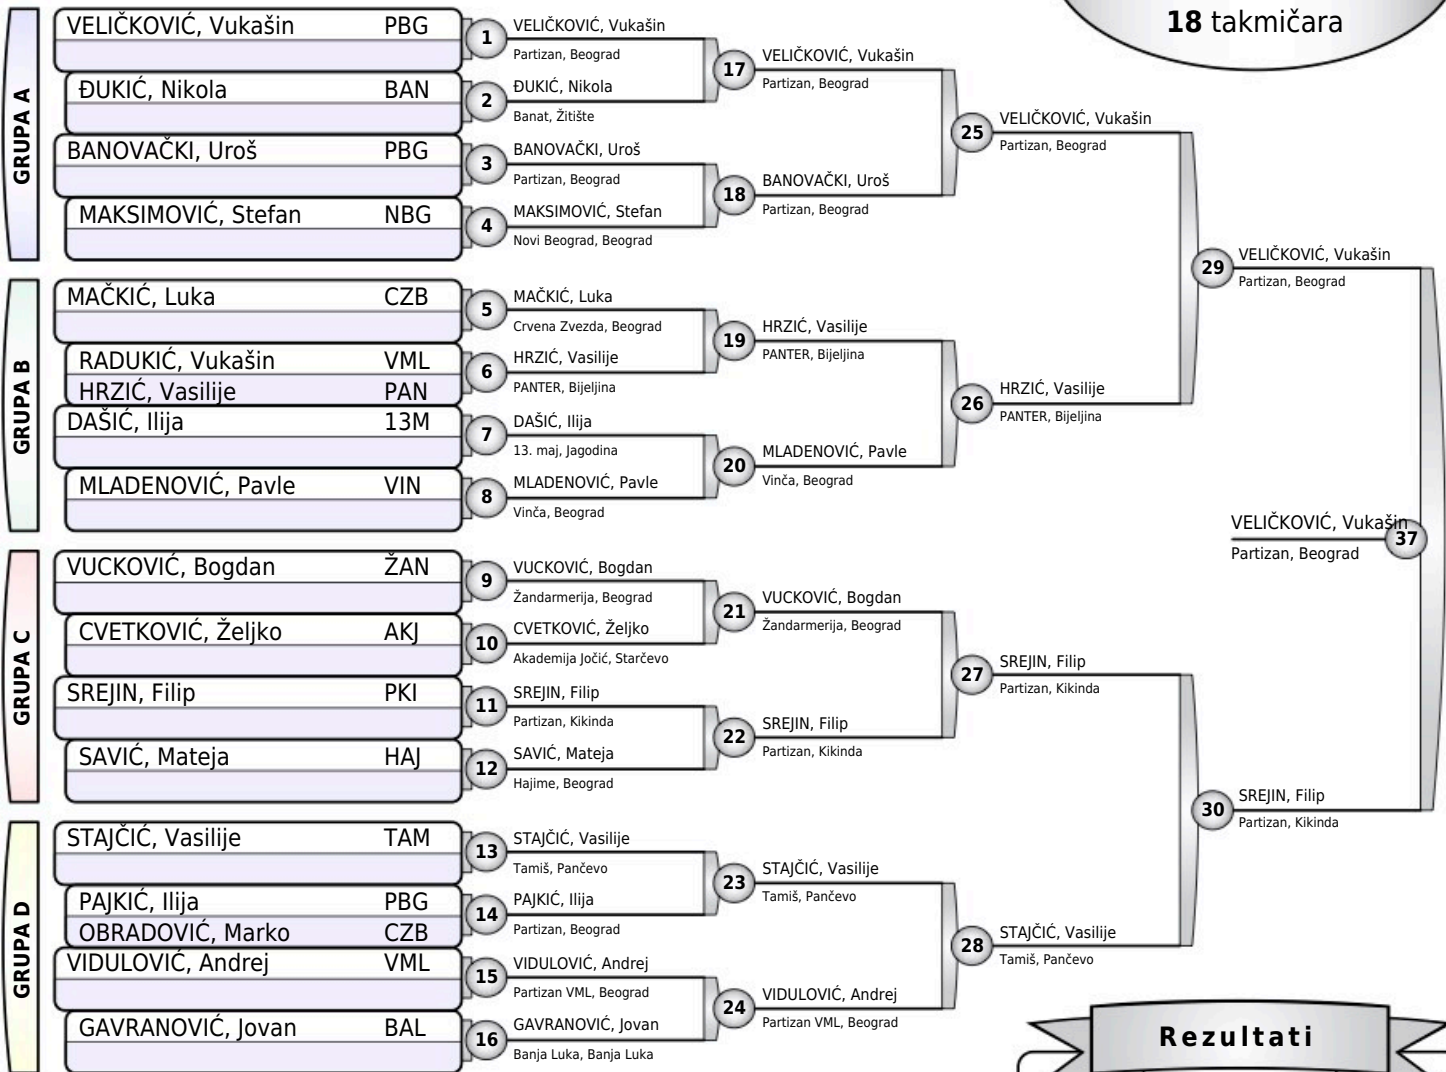 18 takmičara
GRUPA A
VELIČKOVIĆ, Vukašin PBG
ĐUKIĆ, Nikola BAN
BANOVAČKI, Uroš PBG
MAKSIMOVIĆ, Stefan NBG
GRUPA B
MAČKIĆ, Luka CZB
RADUKIĆ, Vukašin VML
HRZIĆ, Vasilije PAN
DAŠIĆ, Ilija 13M
MLADENOVIĆ, Pavle VIN
GRUPA C
VUCKOVIĆ, Bogdan ŽAN
CVETKOVIĆ, Željko AKJ
SREJIN, Filip PKI
SAVIĆ, Mateja HAJ
GRUPA D
STAJČIĆ, Vasilije TAM
PAJKIĆ, Ilija PBG
OBRADOVIĆ, Marko CZB
VIDULOVIĆ, Andrej VML
GAVRANOVIĆ, Jovan BAL
1 VELIČKOVIĆ, Vukašin
Partizan, Beograd
2 ĐUKIĆ, Nikola
Banat, Žitište
3 BANOVAČKI, Uroš
Partizan, Beograd
4 MAKSIMOVIĆ, Stefan
Novi Beograd, Beograd
5 MAČKIĆ, Luka
Crvena Zvezda, Beograd
6 HRZIĆ, Vasilije
PANTER, Bijeljina
7 DAŠIĆ, Ilija
13. maj, Jagodina
8 MLADENOVIĆ, Pavle
Vinča, Beograd
9 VUCKOVIĆ, Bogdan
Žandarmerija, Beograd
10 CVETKOVIĆ, Željko
Akademija Jočić, Starčevo
11 SREJIN, Filip
Partizan, Kikinda
12 SAVIĆ, Mateja
Hajime, Beograd
13 STAJČIĆ, Vasilije
Tamiš, Pančevo
14 PAJKIĆ, Ilija
Partizan, Beograd
15 VIDULOVIĆ, Andrej
Partizan VML, Beograd
16 GAVRANOVIĆ, Jovan
Banja Luka, Banja Luka
17 VELIČKOVIĆ, Vukašin
Partizan, Beograd
18 BANOVAČKI, Uroš
Partizan, Beograd
19 HRZIĆ, Vasilije
PANTER, Bijeljina
20 MLADENOVIĆ, Pavle
Vinča, Beograd
21 VUCKOVIĆ, Bogdan
Žandarmerija, Beograd
22 SREJIN, Filip
Partizan, Kikinda
23 STAJČIĆ, Vasilije
Tamiš, Pančevo
24 VIDULOVIĆ, Andrej
Partizan VML, Beograd
25 VELIČKOVIĆ, Vukašin
Partizan, Beograd
26 HRZIĆ, Vasilije
PANTER, Bijeljina
27 SREJIN, Filip
Partizan, Kikinda
28 STAJČIĆ, Vasilije
Tamiš, Pančevo
29 VELIČKOVIĆ, Vukašin
Partizan, Beograd
30 SREJIN, Filip
Partizan, Kikinda
VELIČKOVIĆ, Vukašin 37
Partizan, Beograd
Rezultati